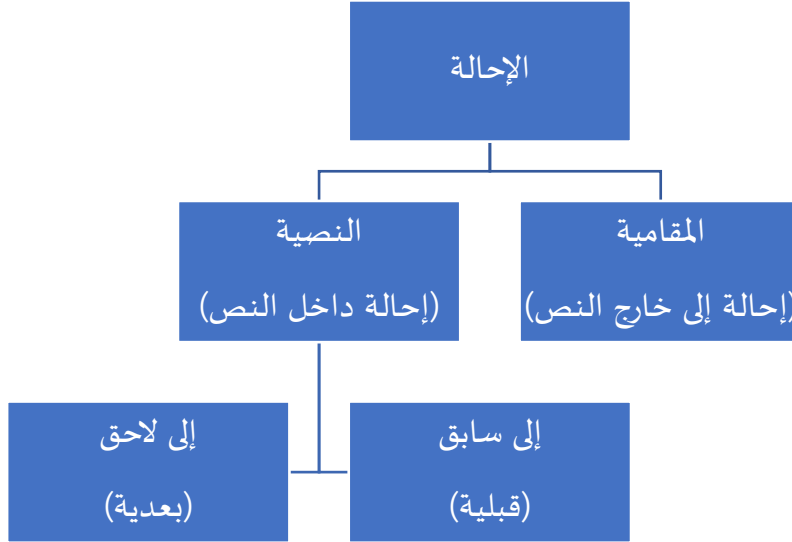 الإحالة
المقامية
(إحالة إلى خارج النص)
النصية
(إحالة داخل النص)
إلى سابق
(قبلية)
إلى لاحق
(بعدية)